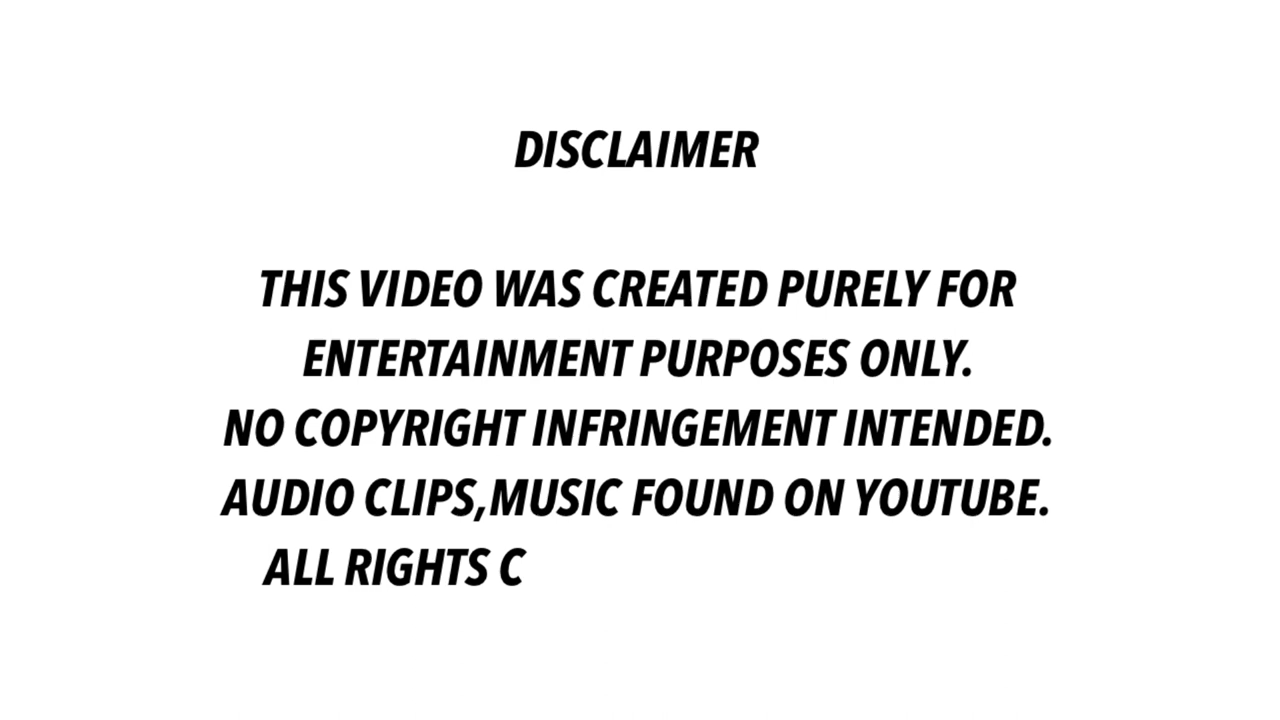 DISCLAIMER
THIS VIDEO WAS CREATED PURELY FOR
ENTERTAINMENT PURPOSES ONLY.
NO COPYRIGHT INFRINGEMENT INTENDED.
AUDIO CLIPS,MUSIC FOUND ON YOUTUBE.
ALL RIGHTS C